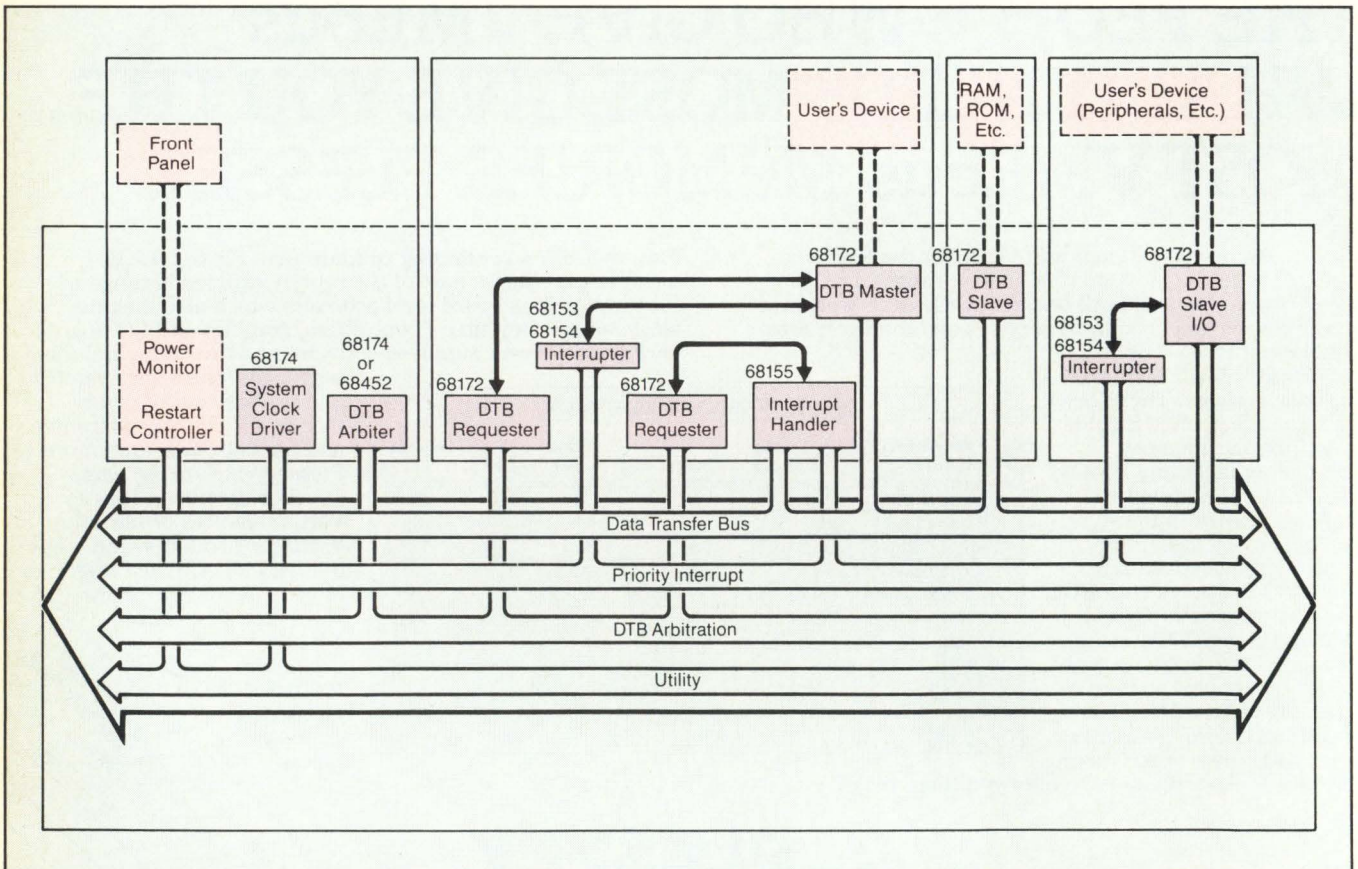 User's Device
RAM,
ROM,
Etc.
User's Device
(Peripherals, Etc.)
Front
Panel
68172
68172
68172
DTB Master
DTB
Slave
DTB
Slave
I/O
68153
68154
Interrupter
68153
68154
Interrupter
Power
Monitor
Restart
Controller
68174
System
Clock
Driver
68174
or
68452
DTB
Arbiter
68172
DTB
Requester
68172
DTB
Requester
68155
Interrupt
Handler
Data Transfer Bus
Priority Interrupt
DTB Arbitration
Utility